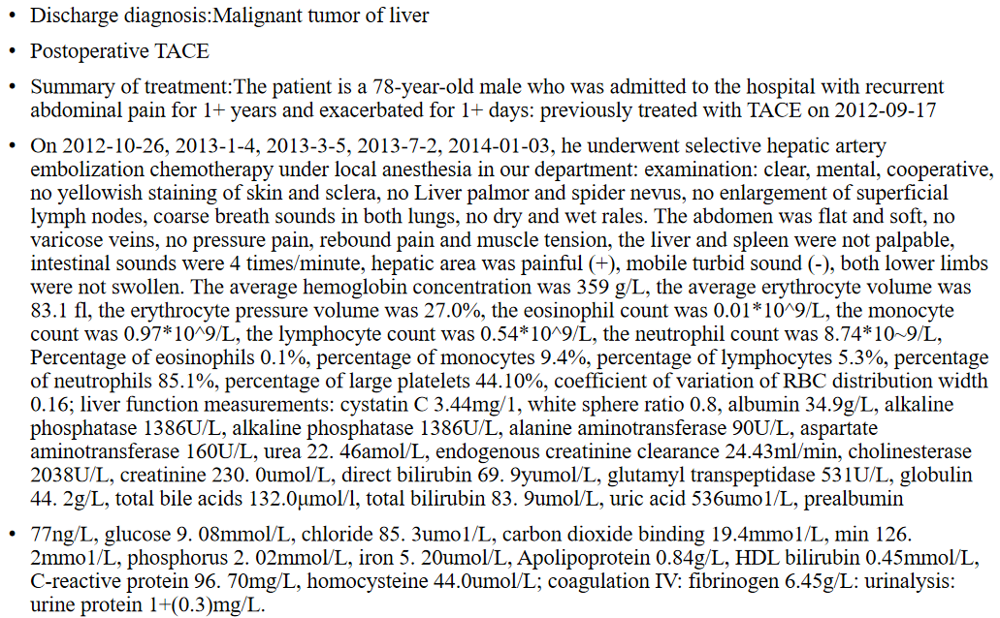 • Discharge diagnosis:Malignant tumor of liver
• Postoperative TACE
• Summary of treatment:The patient is a 78-year-old male who was admitted to the hospital with recurrent
abdominal pain for 1+ years and exacerbated for 1+ days: previously treated with TACE on 2012-09-17
• On 2012-10-26, 2013-1-4, 2013-3-5, 2013-7-2, 2014-01-03, he underwent selective hepatic artery
embolization chemotherapy under local anesthesia in our department: examination: clear, mental, cooperative,
no yellowish staining of skin and sclera, no Liver palmor and spider nevus, no enlargement of superficial
lymph nodes, coarse breath sounds in both lungs, no dry and wet rales. The abdomen was flat and soft, no
varicose veins, no pressure pain, rebound pain and muscle tension, the liver and spleen were not palpable,
intestinal sounds were 4 times/minute, hepatic area was painful (+), mobile turbid sound (-), both lower limbs
were not swollen. The average hemoglobin concentration was 359 g/L, the average erythrocyte volume was
83.1 fl, the erythrocyte pressure volume was 27.0%, the eosinophil count was 0.01*10^9/L, the monocyte
count was 0.97*10^9/L, the lymphocyte count was 0.54*10^9/L, the neutrophil count was 8.74*10~9/L,
Percentage of eosinophils 0.1%, percentage of monocytes 9.4%, percentage of lymphocytes 5.3%, percentage
of neutrophils 85.1%, percentage of large platelets 44.10%, coefficient of variation of RBC distribution width
0.16; liver function measurements: cystatin C 3.44mg/1, white sphere ratio 0.8, albumin 34.9g/L, alkaline
phosphatase 1386U/L, alkaline phosphatase 1386U/L, alanine aminotransferase 90U/L, aspartate
aminotransferase 160U/L, urea 22. 46amol/L, endogenous creatinine clearance 24.43ml/min, cholinesterase
2038U/L, creatinine 230. 0umol/L, direct bilirubin 69. 9yumol/L, glutamyl transpeptidase 531U/L, globulin
44. 2g/L, total bile acids 132.0μmol/l, total bilirubin 83. 9umol/L, uric acid 536umo1/L, prealbumin
• 77ng/L, glucose 9. 08mmol/L, chloride 85. 3umo1/L, carbon dioxide binding 19.4mmo1/L, min 126.
2mmo1/L, phosphorus 2. 02mmol/L, iron 5. 20umol/L, Apolipoprotein 0.84g/L, HDL bilirubin 0.45mmol/L,
C-reactive protein 96. 70mg/L, homocysteine 44.0umol/L; coagulation IV: fibrinogen 6.45g/L: urinalysis:
urine protein 1+(0.3)mg/L.